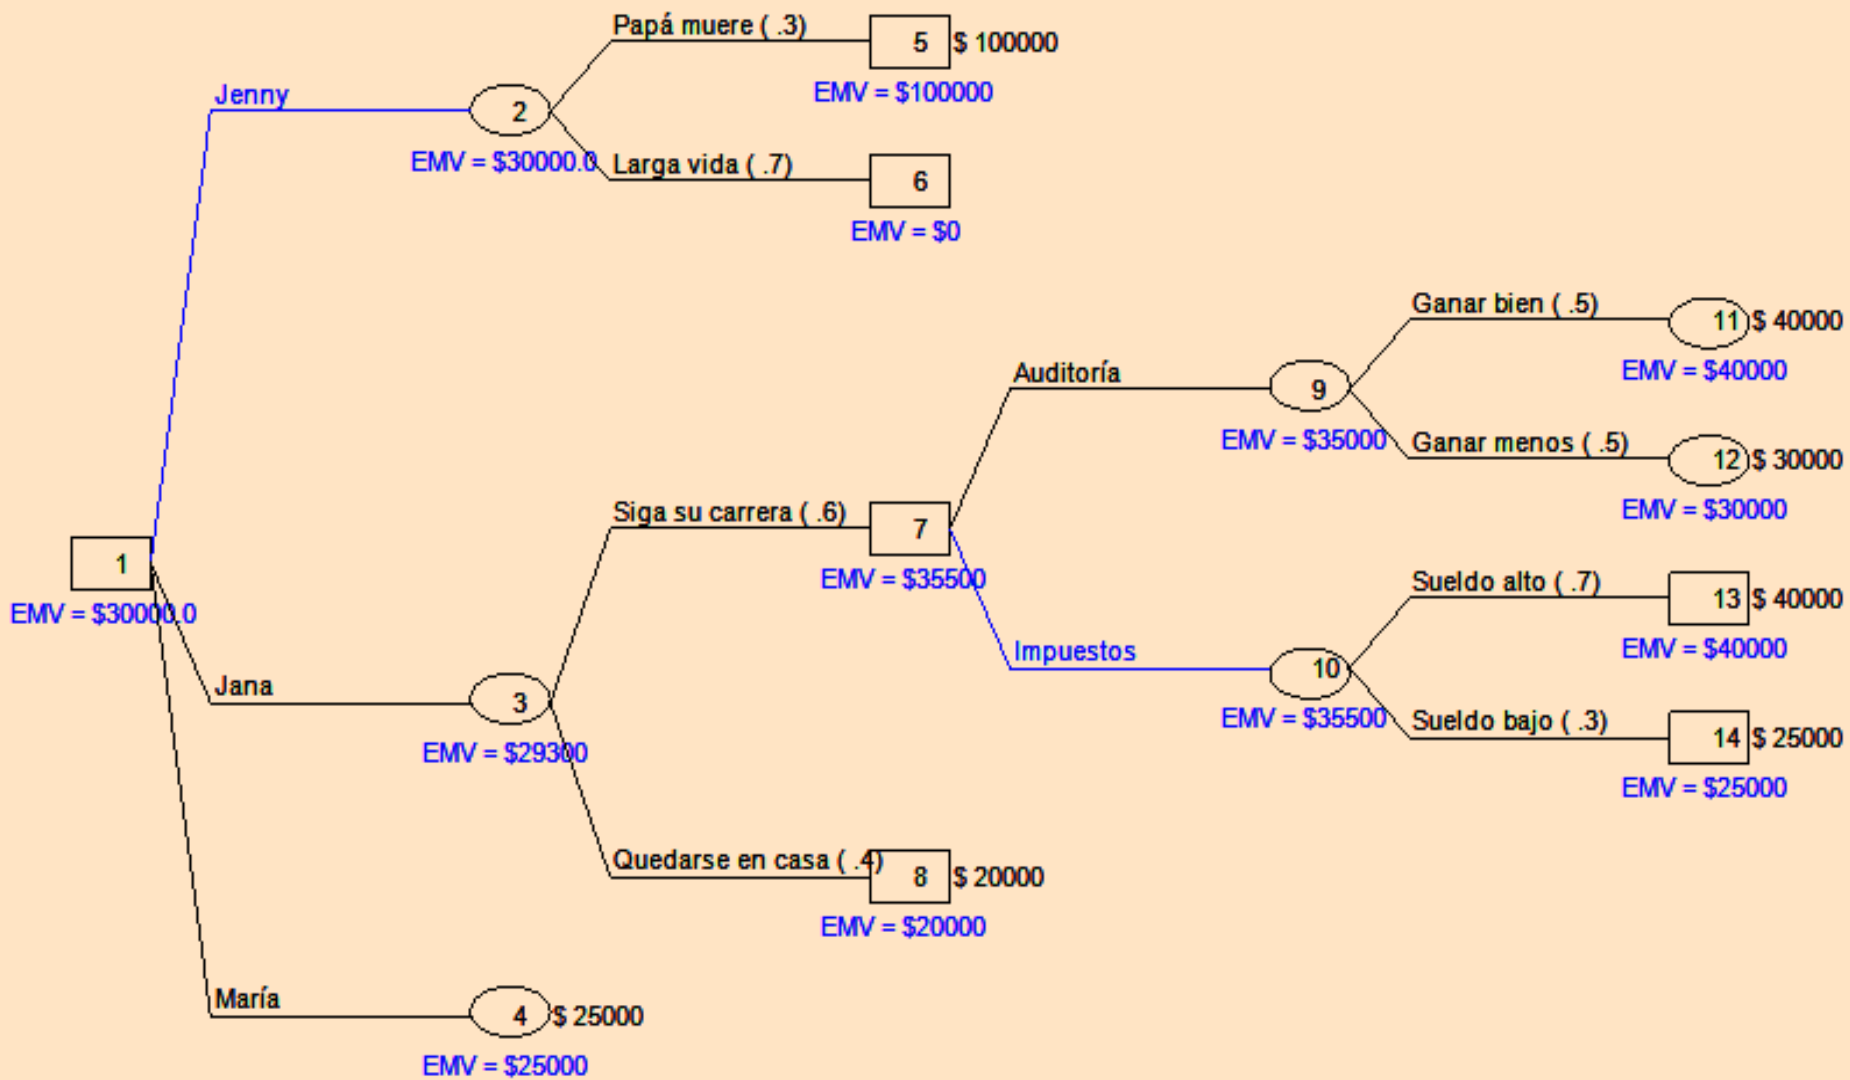 Papá muere ( .3)
5 $ 100000
EMV = $100000
Jenny
2
EMV = $30000.0
Larga vida ( .7)
6
EMV = $0
Ganar bien ( .5)
11 $ 40000
EMV = $40000
Auditoría
9
EMV = $35000
Ganar menos ( .5)
12 $ 30000
EMV = $30000
Siga su carrera ( .6)
7
EMV = $35500
1
EMV = $30000.0
Sueldo alto ( .7)
13 $ 40000
EMV = $40000
Impuestos
10
EMV = $35500
Sueldo bajo ( .3)
14 $ 25000
EMV = $25000
Jana
3
EMV = $29300
Quedarse en casa ( .4)
8 $ 20000
EMV = $20000
María
4 $ 25000
EMV = $25000